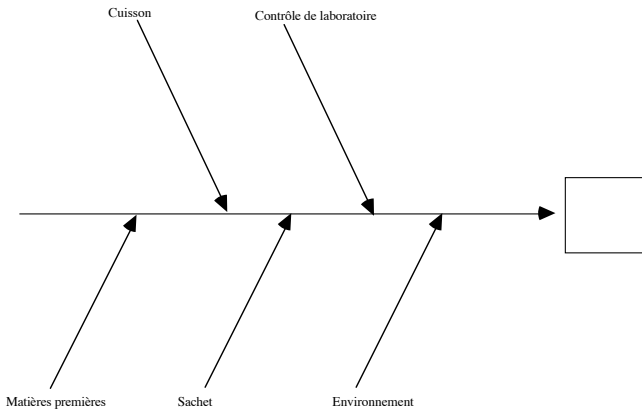 Cuisson
Contrôle de laboratoire
Matières premières
Sachet
Environnement